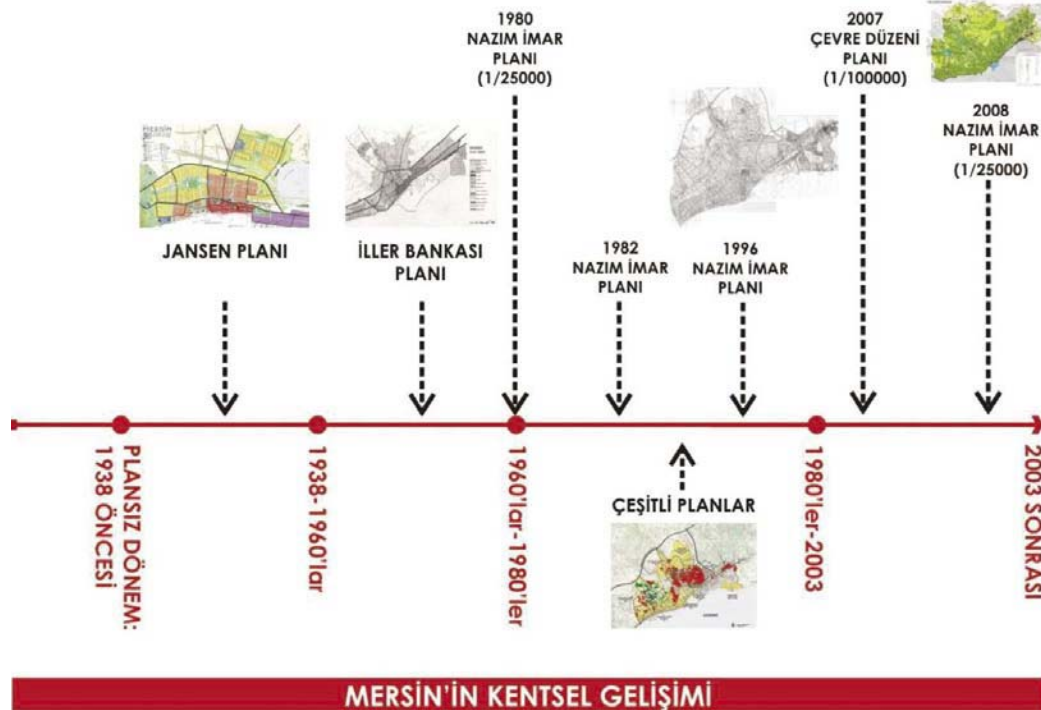 1980
NAZIM İMAR
PLANI
(1/25000)
2007
ÇEVRE DÜZENİ
PLANI
(1/100000)
2008
NAZIM İMAR
PLANI
(1/25000)
JANSEN PLANI
İLLER BANKASI
PLANI
1982
NAZIM İMAR
PLANI
1996
NAZIM İMAR
PLANI
ÇEŞİTLİ PLANLAR
PLANSIZ DÖNEM:
1938 ÖNCESİ
1938-1960'lar
1960'lar-1980'ler
1980'ler-2003
2003 SONRASI
MERSİN'İN KENTSEL GELİŞİMİ